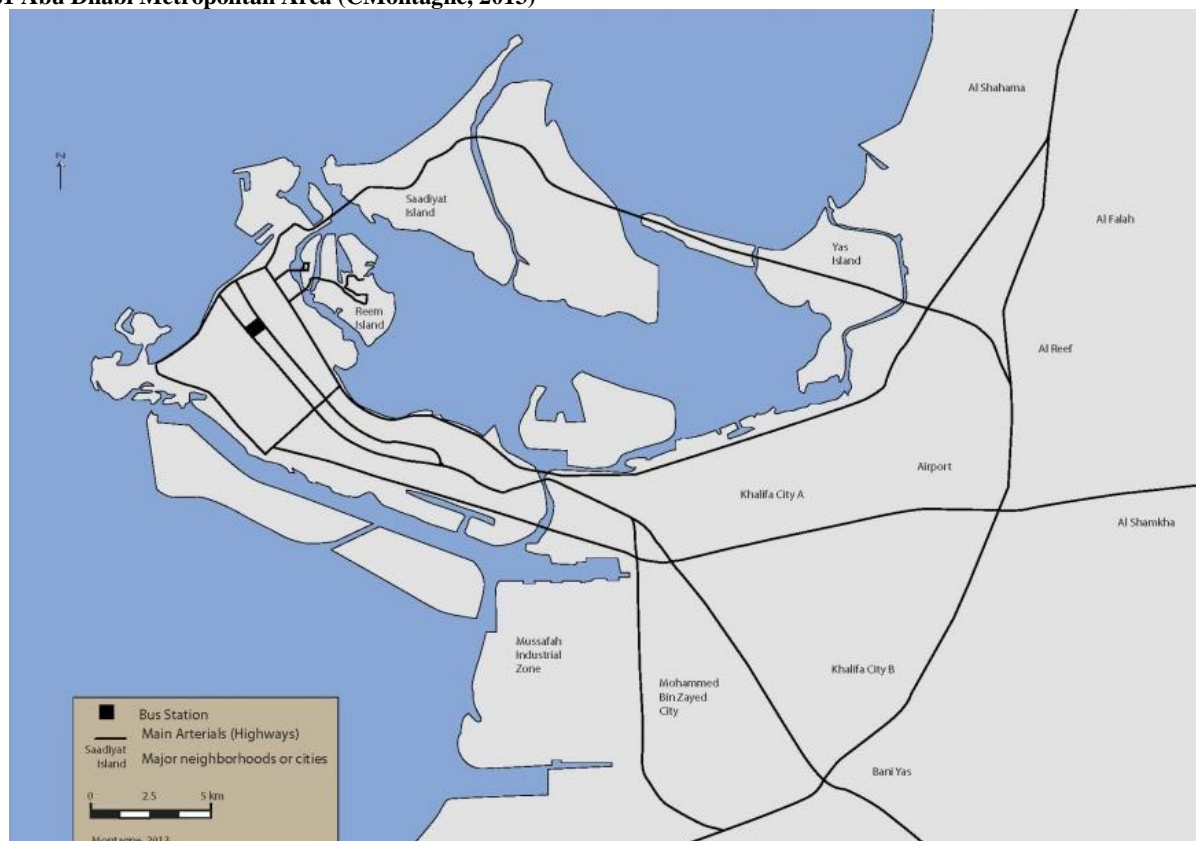 of Abu Dhabi Metropolitan Area (CMontagne, 2013)
Al Shahama
N
Saadiyat
Island
Al Falah
Yas
Island
Reem
Island
Al Reef
Airport
Khalifa City A
Al Shamkha
Mussafah
Industrial
Zone
Khalifa City B
Mohammed
Bin Zayed
City
Bani Yas
Bus Station
Main Arterials (Highways)
Saadiyat
Island
Major neighborhoods or cities
0 2.5 5 km
Montagne, 2013